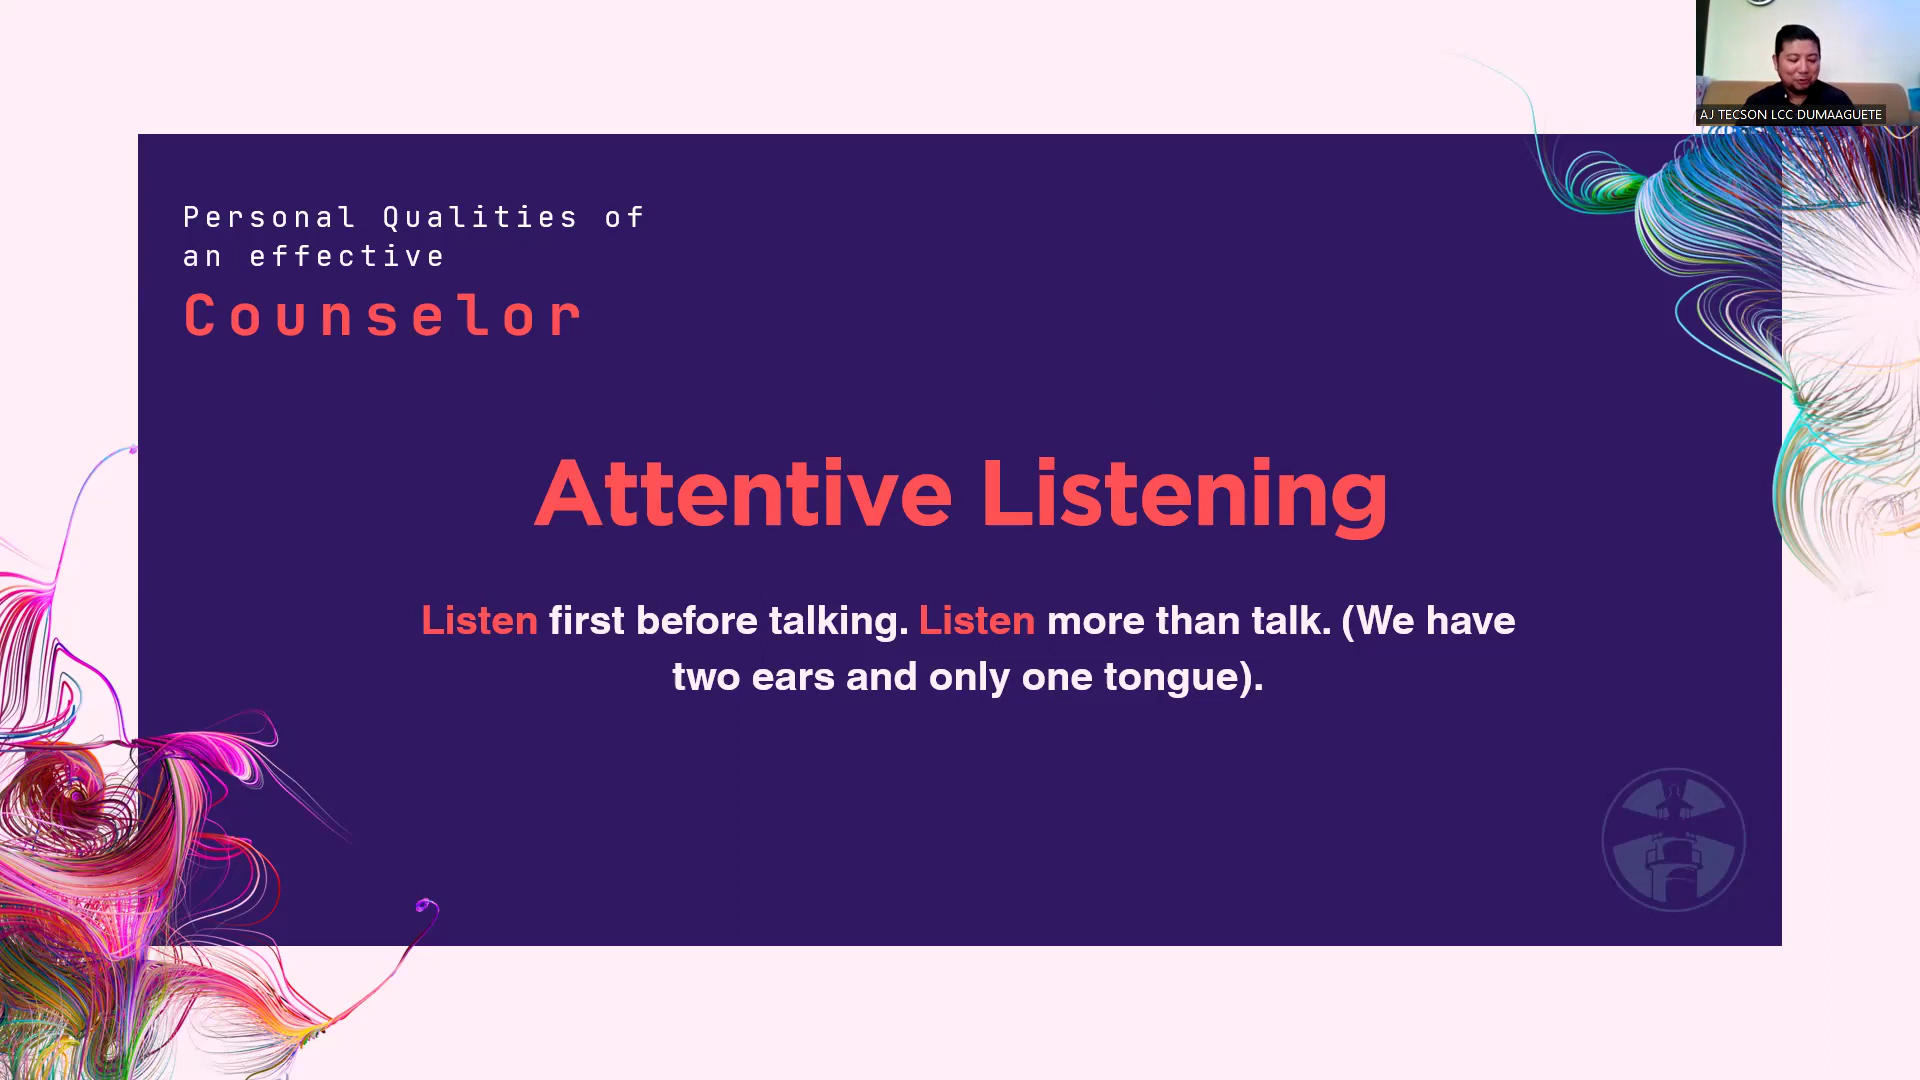 AJ TECSON LCC DUMAAGUETE
Personal Qualities of
an effective
Counselor
Attentive Listening
Listen first before talking. Listen more than talk. (We have
two ears and only one tongue).